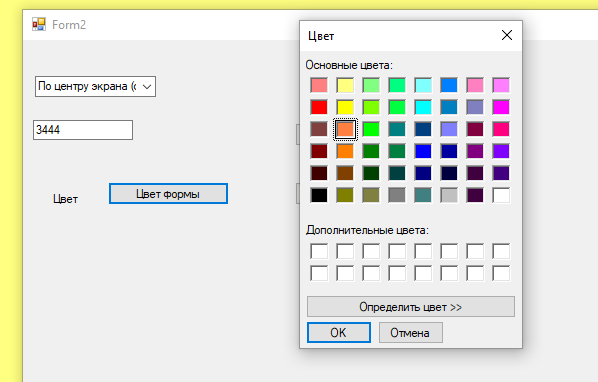 Form2
По центру экрана (с
3444
Цвет
Цвет формы
Цвет
Основные цвета:
Дополнительные цвета:
Определить цвет >>
OK
Отмена